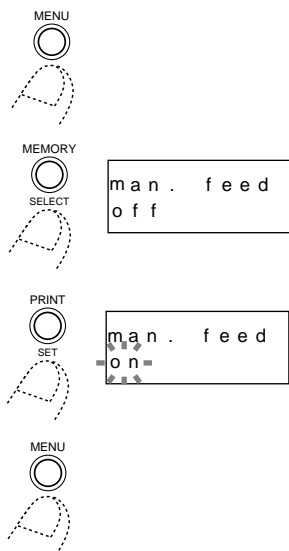 MENU
MEMORY
SELECT
man. feed
off
PRINT
SET
man. feed
on
MENU